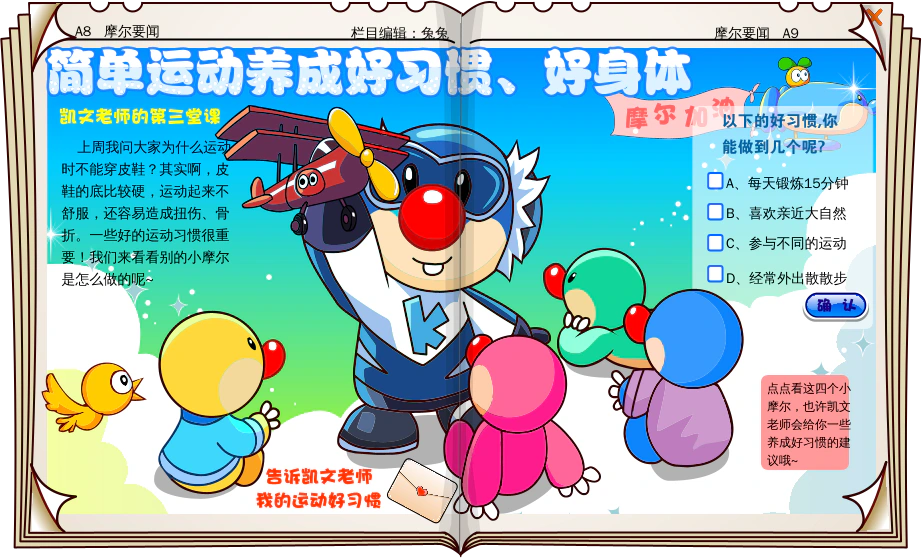 A8 摩尔要闻
栏目编辑：兔兔
摩尔要闻 A9
简单运动养成好习惯、好身体
凯文老师的第三堂课
上周我问大家为什么运动
时不能穿皮鞋？其实啊，皮
鞋的底比较硬，运动起来不
舒服，还容易造成扭伤、骨
折。一些好的运动习惯很重
要！我们来看看别的小摩尔
是怎么做的呢~
k
摩尔加油
以下的好习惯,你
能做到几个呢?
A、每天锻炼15分钟
B、喜欢亲近大自然
C、参与不同的运动
D、经常外出散散步
确 认
点点看这四个小
摩尔，也许凯文
老师会给你一些
养成好习惯的建
议哦~
告诉凯文老师
我的运动好习惯